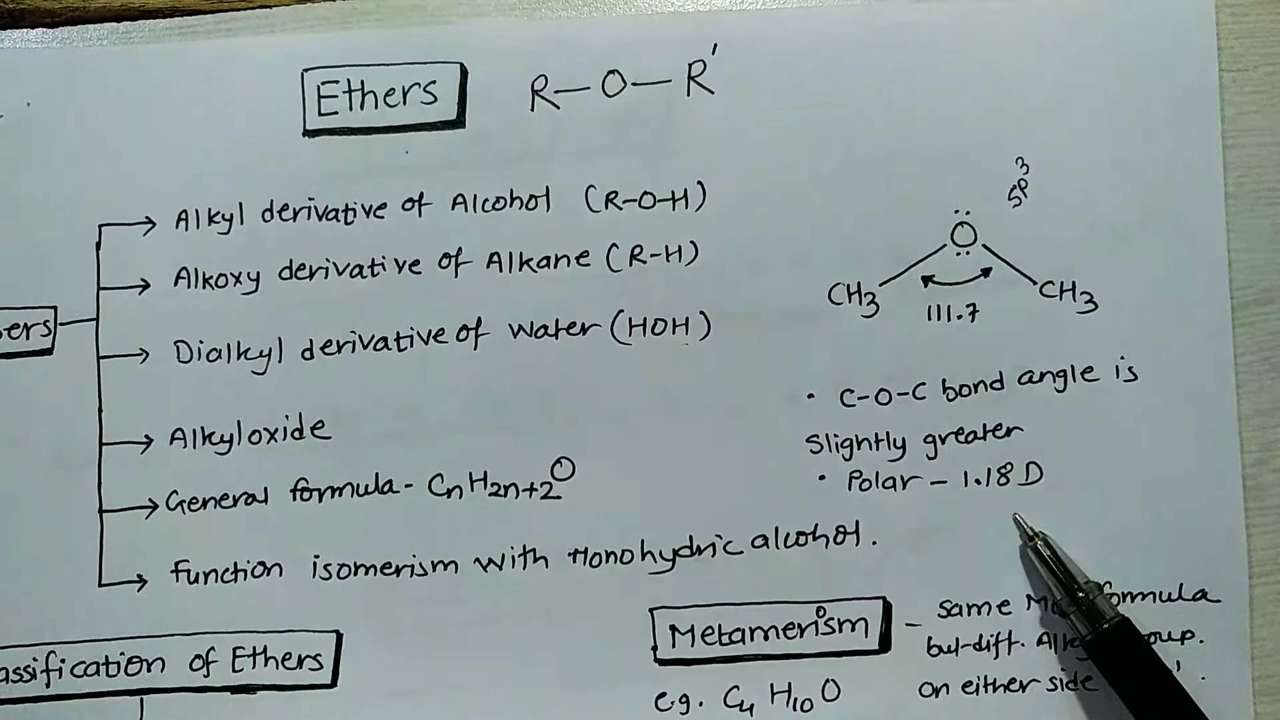 Ethers R-O-R'
Alkyl derivative of Alcohol (R-O-H)
Alkoxy derivative of Alkane (R-H)
Dialkyl derivative of water (HOH)
Alkyloxide
General formula - CnH2n+2O
Function isomerism with Monohydric alcohol.
sp3
O
CH3 CH3
111.7
• C-O-C bond angle is
slightly greater
• Polar - 1.18 D
Metamerism - same formula
but diff.
on either side
e.g. C4H10O
assification of Ethers